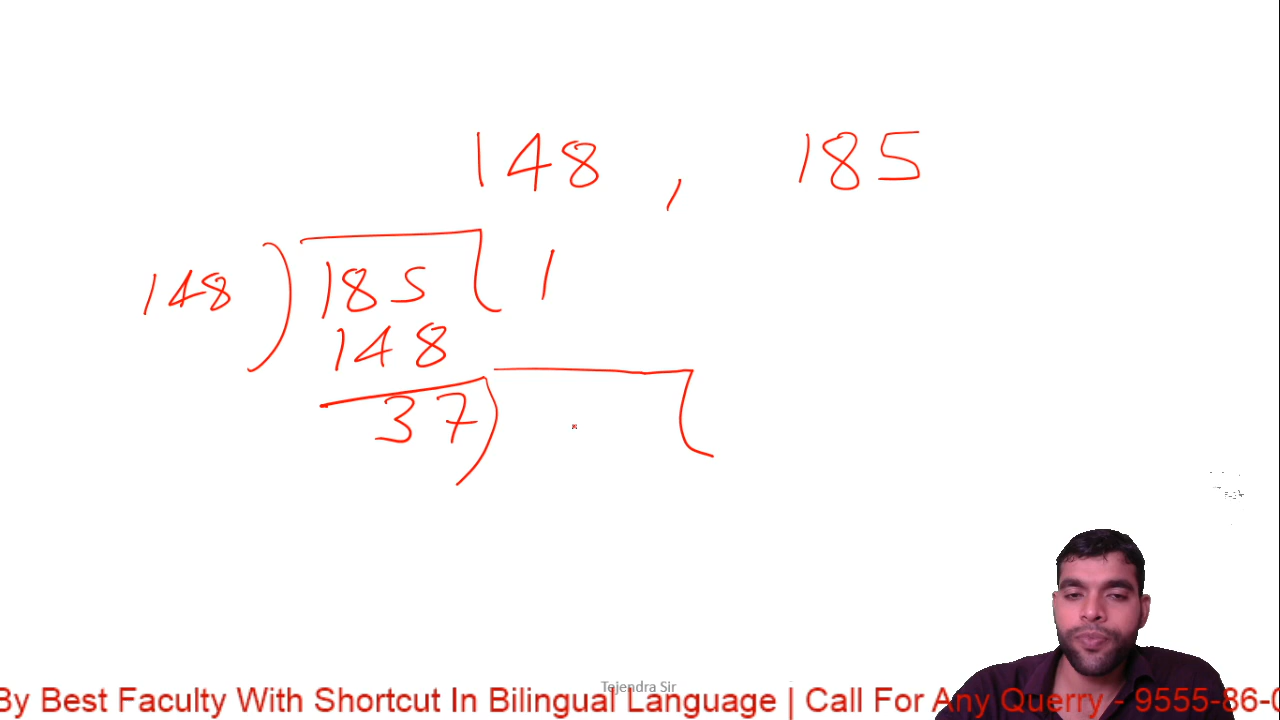 148 , 185
148 ) 185 ( 1
148
37 )
Tejendra Sir
By Best Faculty With Shortcut In Bilingual Language | Call For Any Querry - 9555-86-